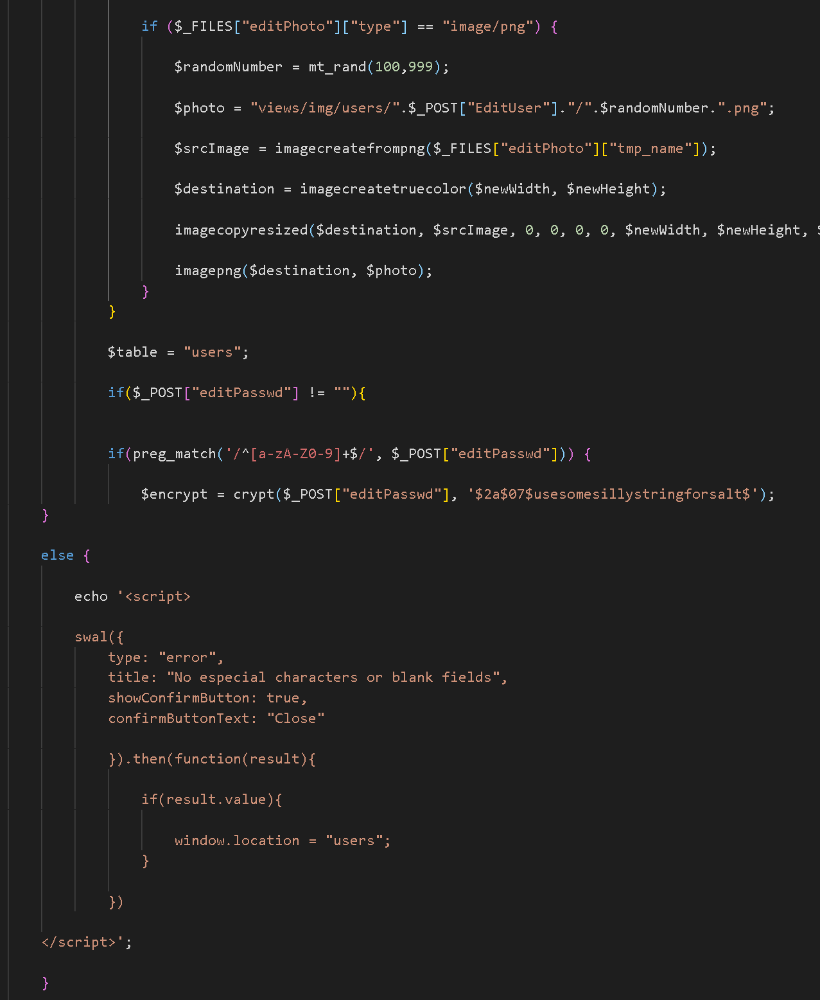 if ($_FILES["editPhoto"]["type"] == "image/png") {
$randomNumber = mt_rand(100,999);
$photo = "views/img/users/".$_POST["EditUser"]."/".$randomNumber.".png";
$srcImage = imagecreatefrompng($_FILES["editPhoto"]["tmp_name"]);
$destination = imagecreatetruecolor($newWidth, $newHeight);
imagecopyresized($destination, $srcImage, 0, 0, 0, 0, $newWidth, $newHeight, $
imagepng($destination, $photo);
}
}
$table = "users";
if($_POST["editPasswd"] != ""){
if(preg_match('/^[a-zA-Z0-9]+$/', $_POST["editPasswd"])) {
$encrypt = crypt($_POST["editPasswd"], '$2a$07$usesomesillystringforsalt$');
}
else {
echo '<script>
swal({
type: "error",
title: "No especial characters or blank fields",
showConfirmButton: true,
confirmButtonText: "Close"
}).then(function(result){
if(result.value){
window.location = "users";
}
})
</script>';
}